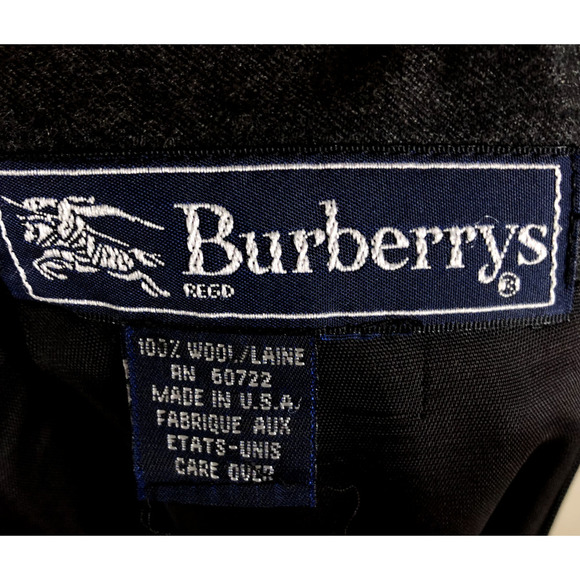 Burberrys
REGD
®
100% WOOL/LAINE
RN 60722
MADE IN U.S.A/
FABRIQUE AUX
ETATS-UNIS
CARE OVER